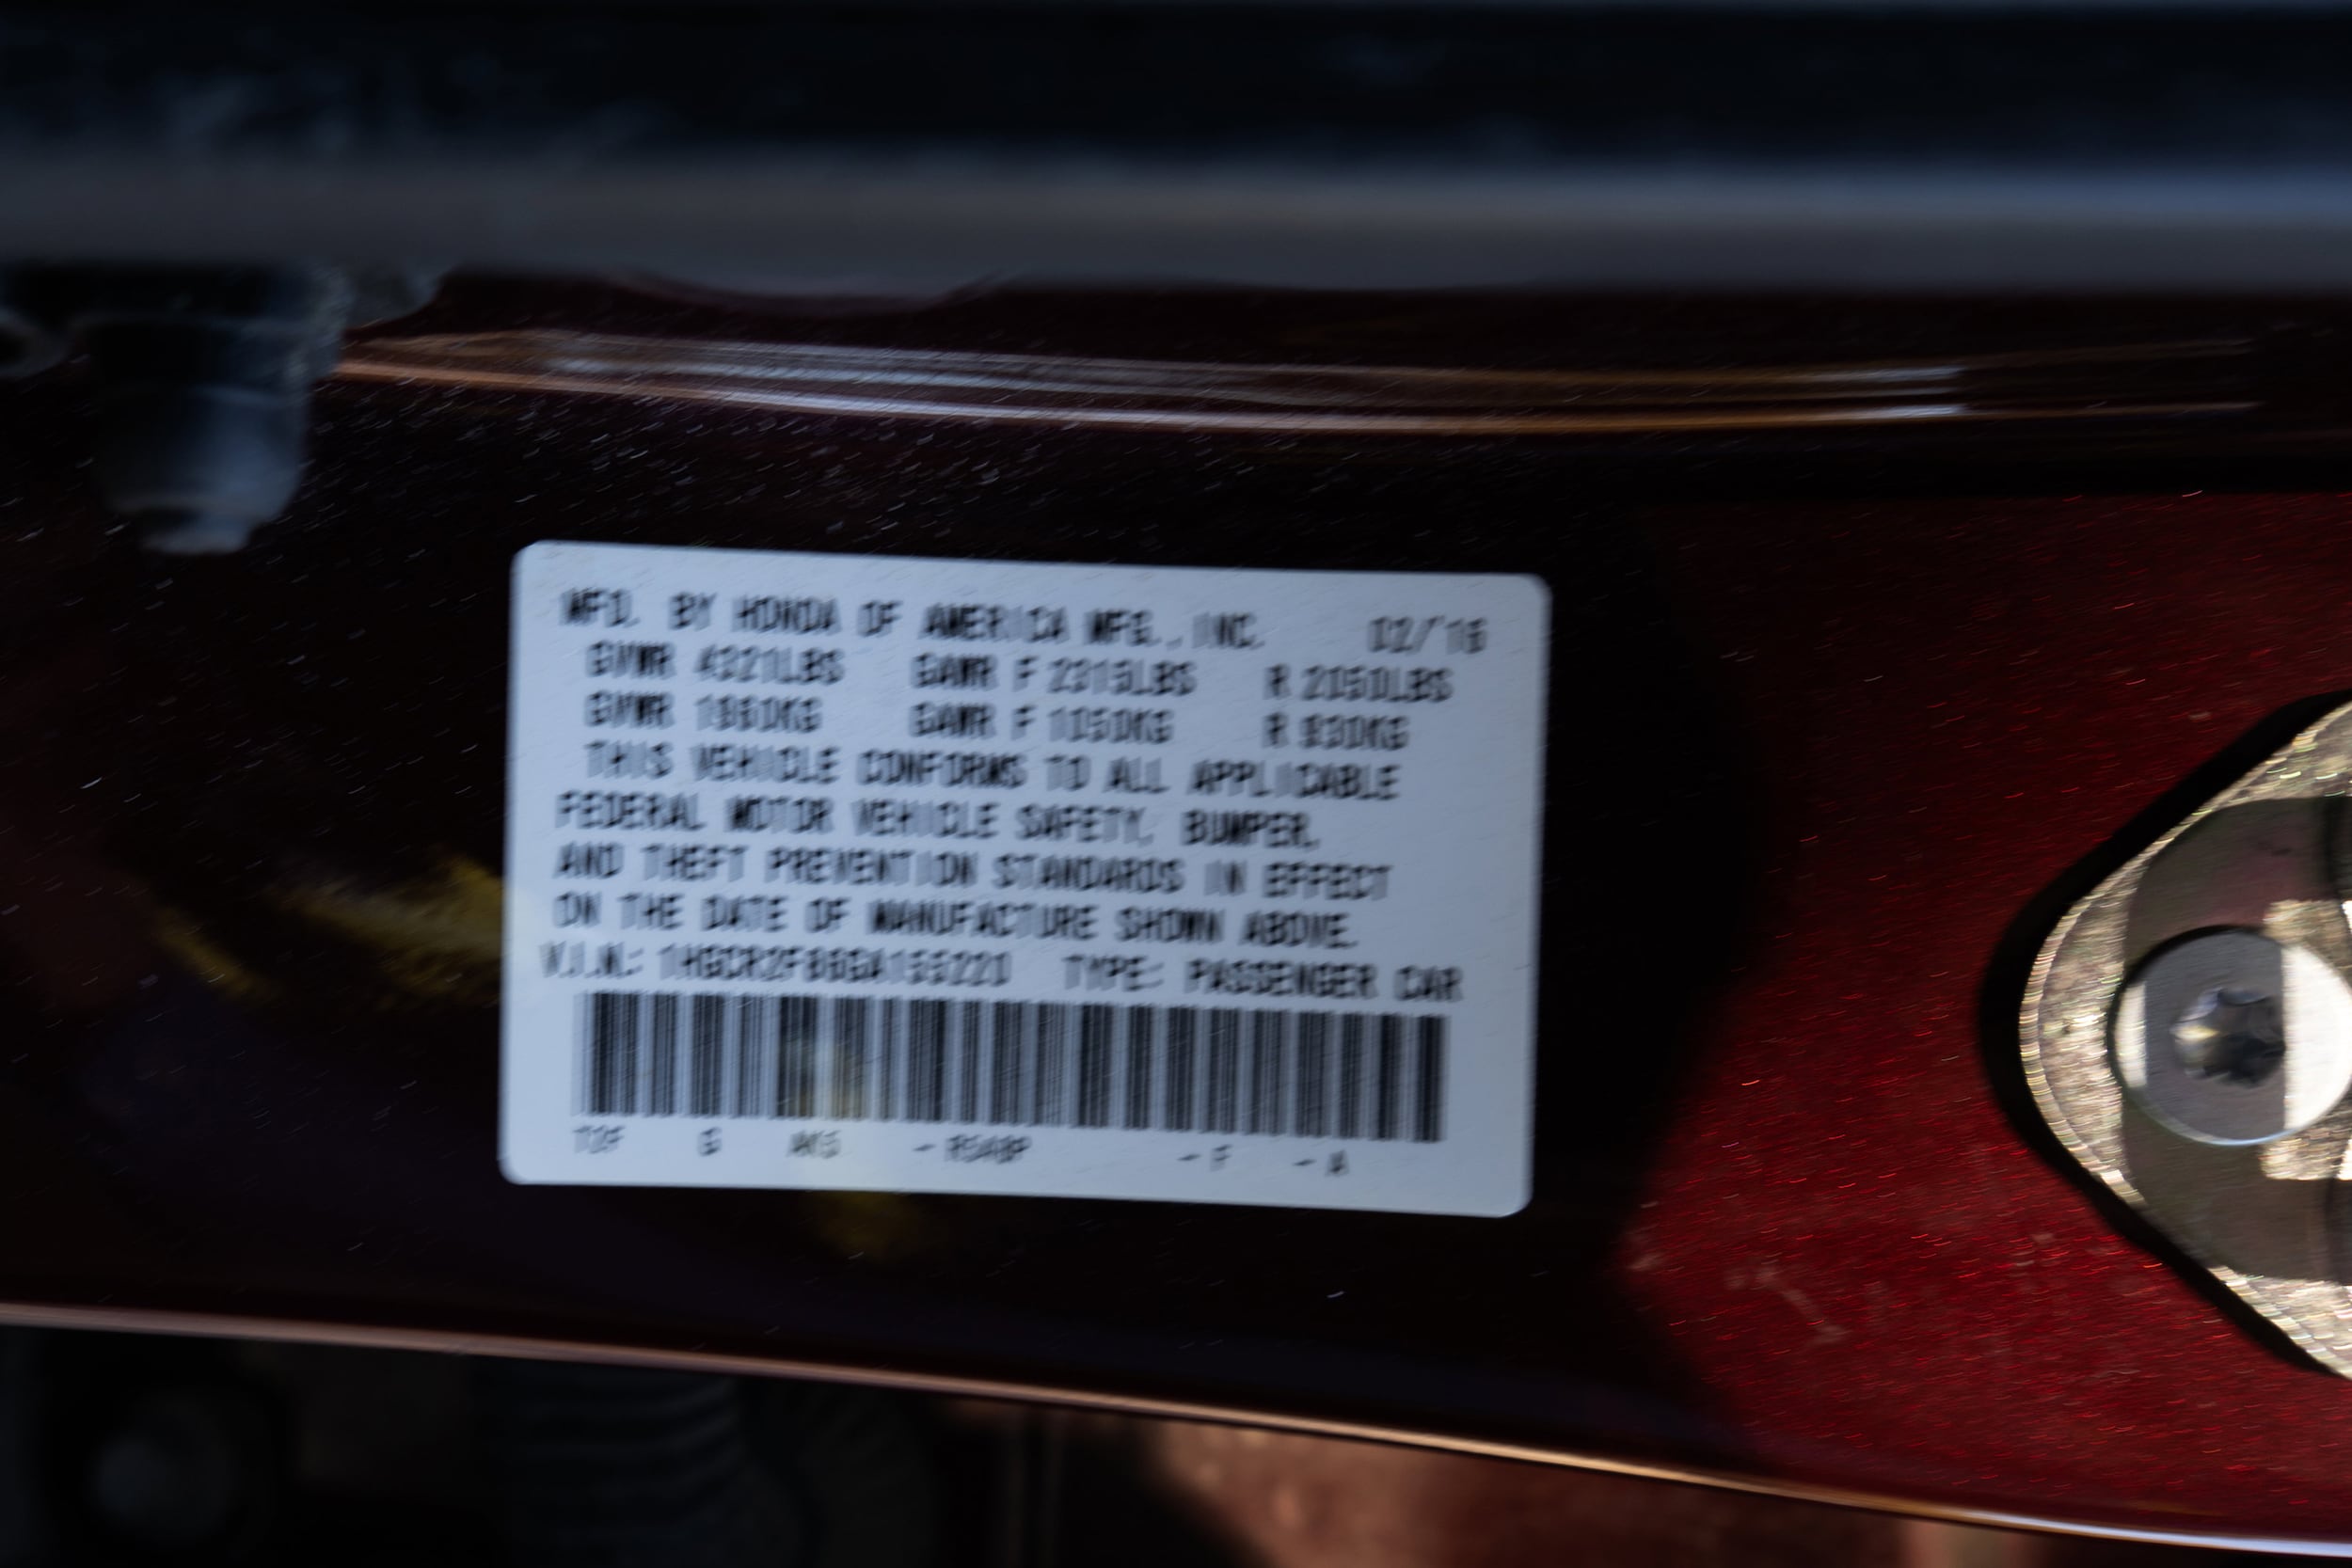 MFD. BY HONDA OF AMERICA MFG.,INC. 02/'16
GVWR 4321LBS GAWR F 2315LBS R 2050LBS
GVWR 1960KG GAWR F 1050KG R 930KG
THIS VEHICLE CONFORMS TO ALL APPLICABLE
FEDERAL MOTOR VEHICLE SAFETY, BUMPER,
AND THEFT PREVENTION STANDARDS IN EFFECT
ON THE DATE OF MANUFACTURE SHOWN ABOVE.
V.I.N.: TYPE: PASSENGER CAR
T2F G - F - A